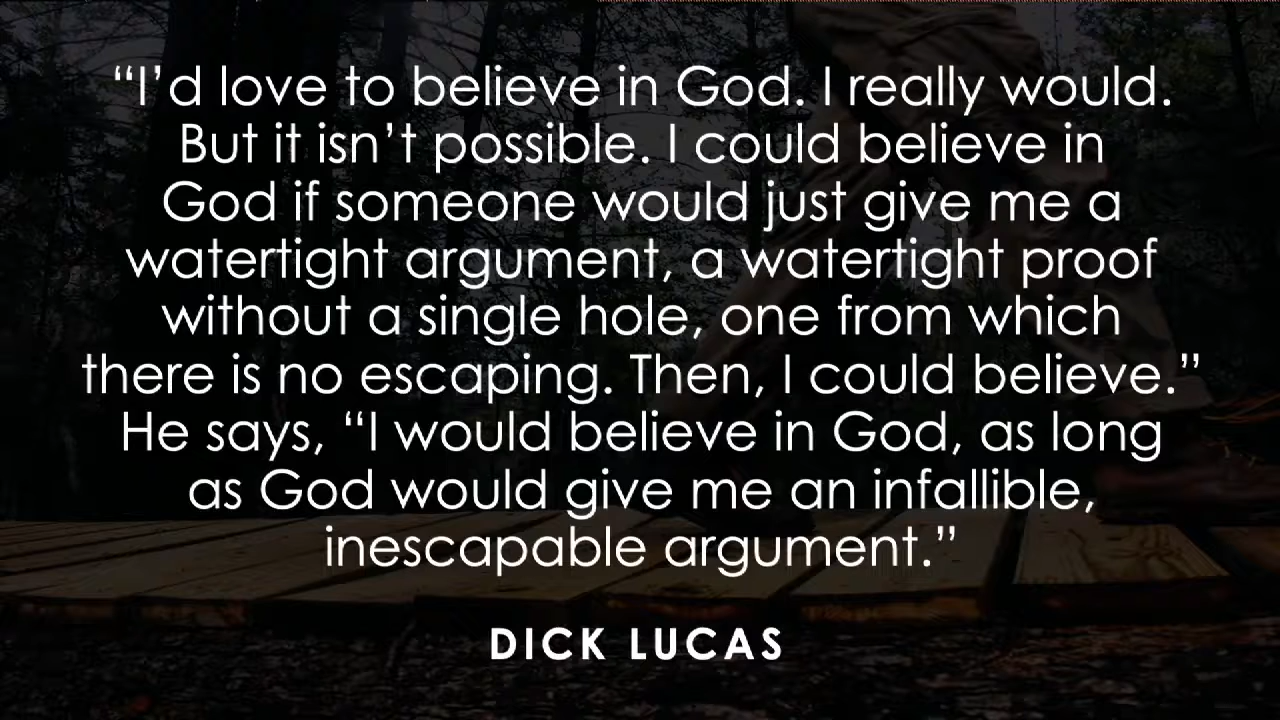 “I’d love to believe in God. I really would.
But it isn’t possible. I could believe in
God if someone would just give me a
watertight argument, a watertight proof
without a single hole, one from which
there is no escaping. Then, I could believe.”
He says, “I would believe in God, as long
as God would give me an infallible,
inescapable argument.”
DICK LUCAS